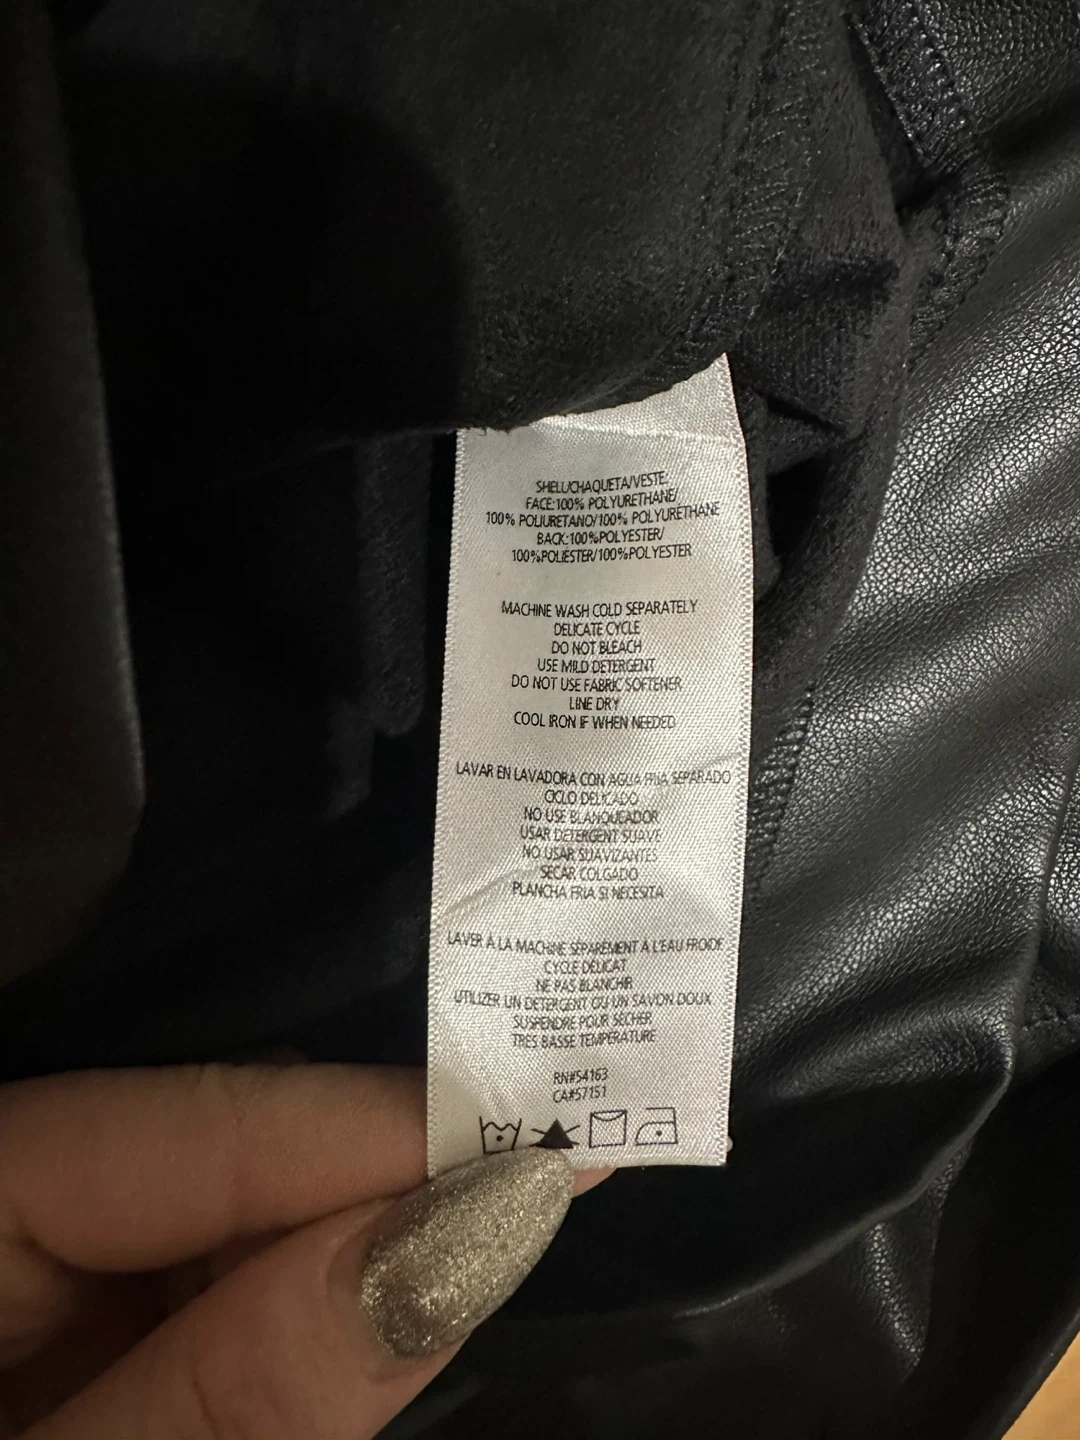 SHELL/CHAQUETA/VESTE:
FACE:100% POLYURETHANE/
100% POLIURETANO/100% POLYURETHANE
BACK:100%POLYESTER/
100%POLIÉSTER/100%POLYESTER
MACHINE WASH COLD SEPARATELY
DELICATE CYCLE
DO NOT BLEACH
USE MILD DETERGENT
DO NOT USE FABRIC SOFTENER
LINE DRY
COOL IRON IF WHEN NEEDED
LAVAR EN LAVADORA CON AGUA FRIA SEPARADO
CICLO DELICADO
NO USE BLANQUEADOR
USAR DETERGENT SUAVE
NO USAR SUAVIZANTES
SECAR COLGADO
PLANCHA FRIA SI NECESITA
LAVER À LA MACHINE SÉPARÉMENT À L'EAU FROIDE
CYCLE DÉLICAT
NE PAS BLANCHIR
UTILIZER UN DÉTERGENT OU UN SAVON DOUX
SUSPENDRE POUR SÉCHER
TRÈS BASSE TEMPÉRATURE
RN#54163
CA#57151